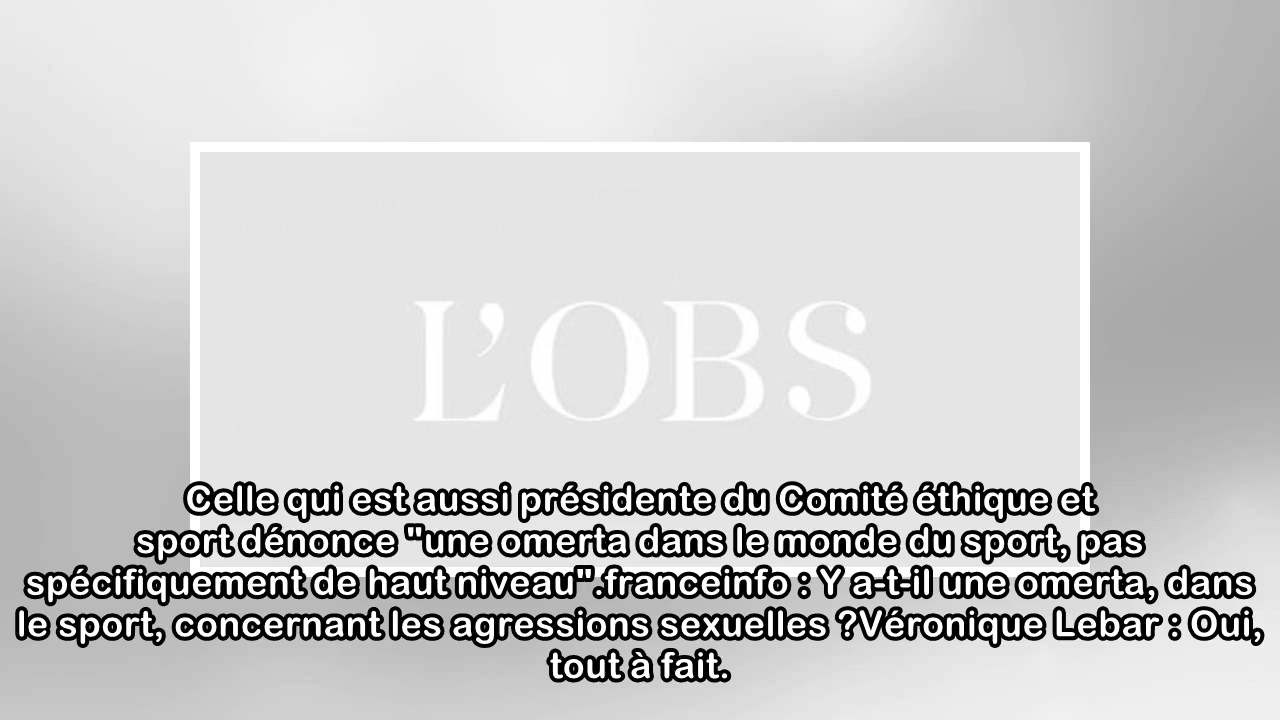 L'OBS
Celle qui est aussi présidente du Comité éthique et
sport dénonce "une omerta dans le monde du sport, pas
spécifiquement de haut niveau".franceinfo : Y a-t-il une omerta, dans
le sport, concernant les agressions sexuelles ?Véronique Lebar : Oui,
tout à fait.